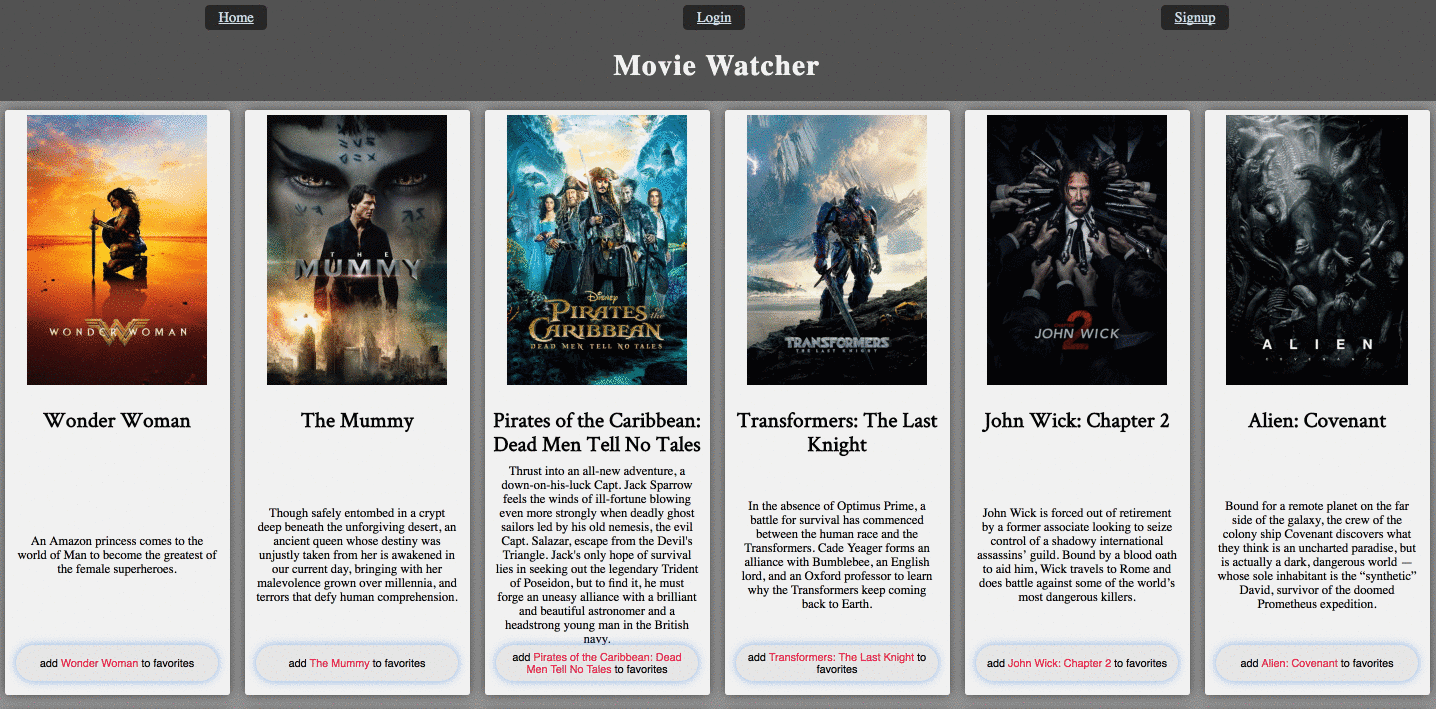 Home
Login
Signup
Movie Watcher
WONDER WOMAN
Wonder Woman
An Amazon princess comes to the
world of Man to become the greatest of
the female superheroes.
add Wonder Woman to favorites
THE
MUMMY
The Mummy
Though safely entombed in a crypt
deep beneath the unforgiving desert, an
ancient queen whose destiny was
unjustly taken from her is awakened in
our current day, bringing with her
malevolence grown over millennia, and
terrors that defy human comprehension.
add The Mummy to favorites
Disney
PIRATES of the
CARIBBEAN
DEAD MEN TELL NO TALES
Pirates of the Caribbean:
Dead Men Tell No Tales
Thrust into an all-new adventure, a
down-on-his-luck Capt. Jack Sparrow
feels the winds of ill-fortune blowing
even more strongly when deadly ghost
sailors led by his old nemesis, the evil
Capt. Salazar, escape from the Devil's
Triangle. Jack's only hope of survival
lies in seeking out the legendary Trident
of Poseidon, but to find it, he must
forge an uneasy alliance with a brilliant
and beautiful astronomer and a
headstrong young man in the British
navy.
add Pirates of the Caribbean: Dead
Men Tell No Tales to favorites
TRANSFORMERS
THE LAST KNIGHT
Transformers: The Last
Knight
In the absence of Optimus Prime, a
battle for survival has commenced
between the human race and the
Transformers. Cade Yeager forms an
alliance with Bumblebee, an English
lord, and an Oxford professor to learn
why the Transformers keep coming
back to Earth.
add Transformers: The Last Knight to
favorites
JOHN WICK
2
John Wick: Chapter 2
John Wick is forced out of retirement
by a former associate looking to seize
control of a shadowy international
assassins’ guild. Bound by a blood oath
to aid him, Wick travels to Rome and
does battle against some of the world’s
most dangerous killers.
add John Wick: Chapter 2 to favorites
ALIEN
Alien: Covenant
Bound for a remote planet on the far
side of the galaxy, the crew of the
colony ship Covenant discovers what
they think is an uncharted paradise, but
is actually a dark, dangerous world —
whose sole inhabitant is the “synthetic”
David, survivor of the doomed
Prometheus expedition.
add Alien: Covenant to favorites